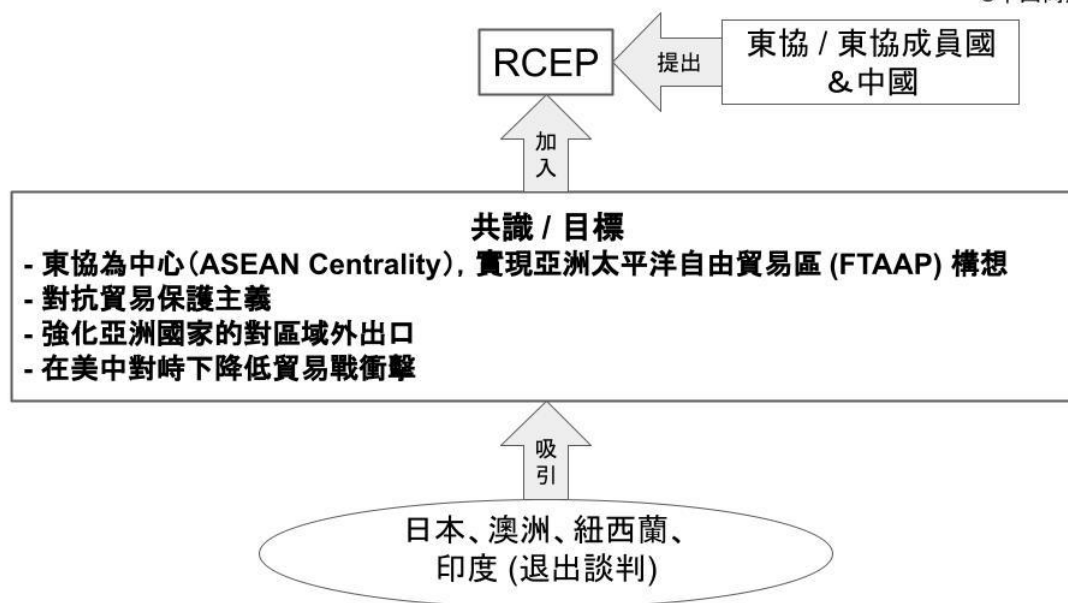 RCEP
提出
東協 / 東協成員國
&中國
加
入
共識 / 目標
- 東協為中心（ASEAN Centrality），實現亞洲太平洋自由貿易區 (FTAAP) 構想
- 對抗貿易保護主義
- 強化亞洲國家的對區域外出口
- 在美中對峙下降低貿易戰衝擊
吸
引
日本、澳洲、紐西蘭、
印度 (退出談判)